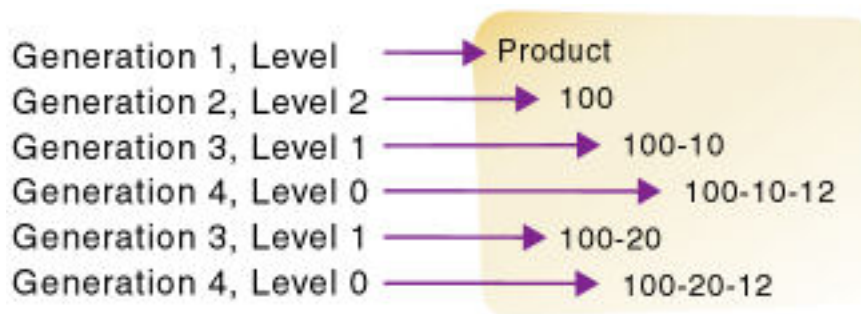 Generation 1, Level Product
Generation 2, Level 2 100
Generation 3, Level 1 100-10
Generation 4, Level 0 100-10-12
Generation 3, Level 1 100-20
Generation 4, Level 0 100-20-12